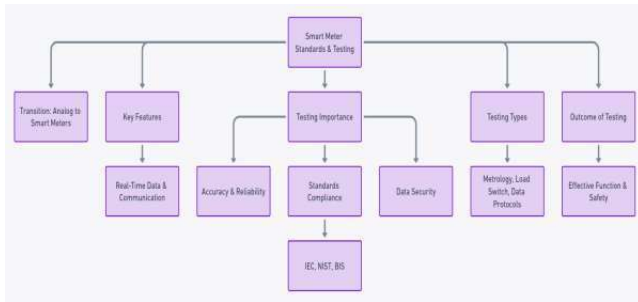 Smart Meter
Standards & Testing
Transition: Analog to
Smart Meters
Key Features
Testing Importance
Testing Types
Outcome of Testing
Real-Time Data &
Communication
Accuracy & Reliability
Standards
Compliance
Data Security
Metrology, Load
Switch, Data
Protocols
Effective Function &
Safety
IEC, NIST, BIS